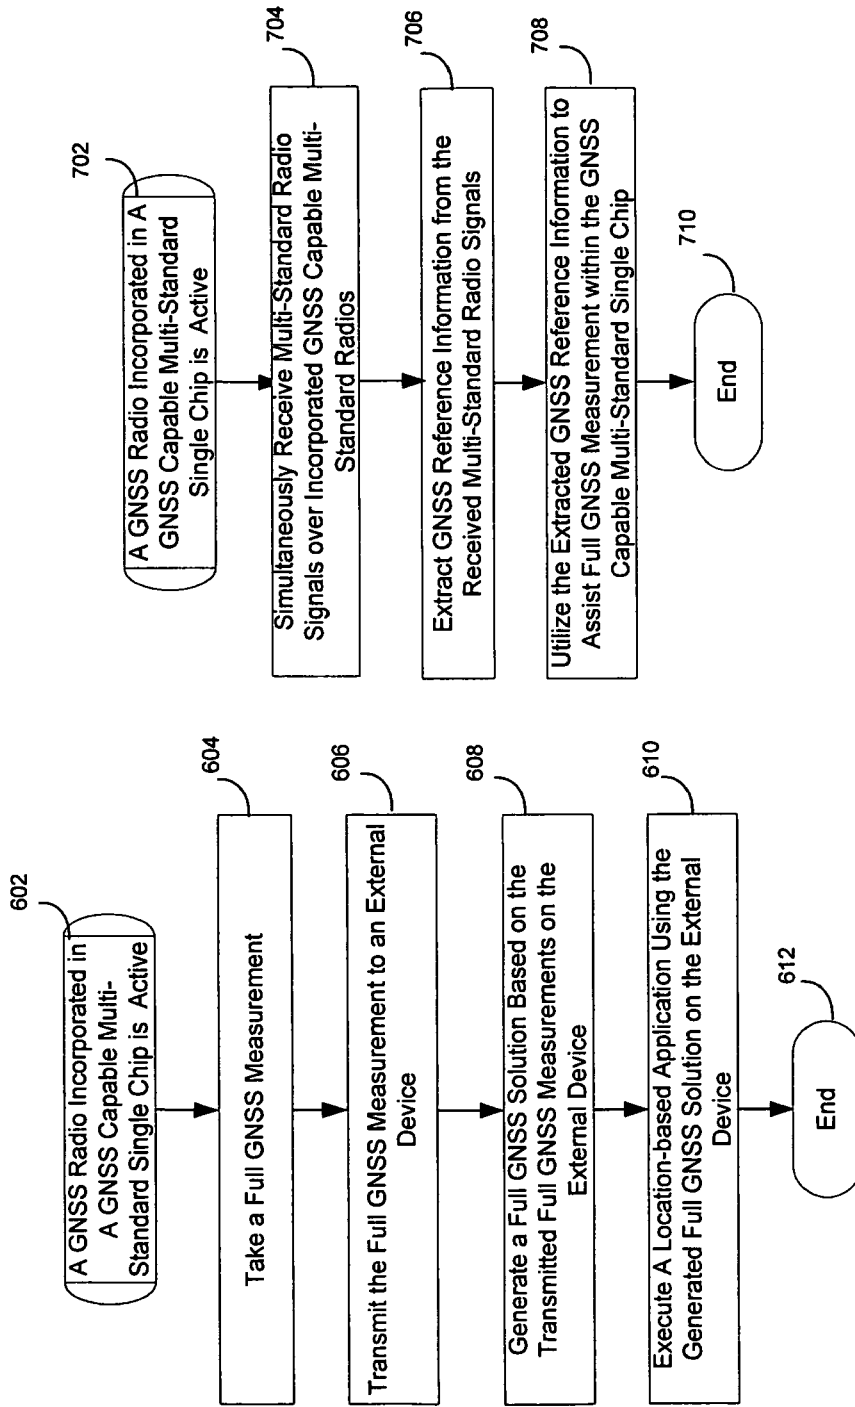 602
A GNSS Radio Incorporated in
A GNSS Capable Multi-
Standard Single Chip is Active
604
Take a Full GNSS Measurement
606
Transmit the Full GNSS Measurement to an External
Device
608
Generate a Full GNSS Solution Based on the
Transmitted Full GNSS Measurements on the
External Device
610
Execute A Location-based Application Using the
Generated Full GNSS Solution on the External
Device
612
End
702
A GNSS Radio Incorporated in A
GNSS Capable Multi-Standard
Single Chip is Active
704
Simultaneously Receive Multi-Standard Radio
Signals over Incorporated GNSS Capable Multi-
Standard Radios
706
Extract GNSS Reference Information from the
Received Multi-Standard Radio Signals
708
Utilize the Extracted GNSS Reference Information to
Assist Full GNSS Measurement within the GNSS
Capable Multi-Standard Single Chip
710
End